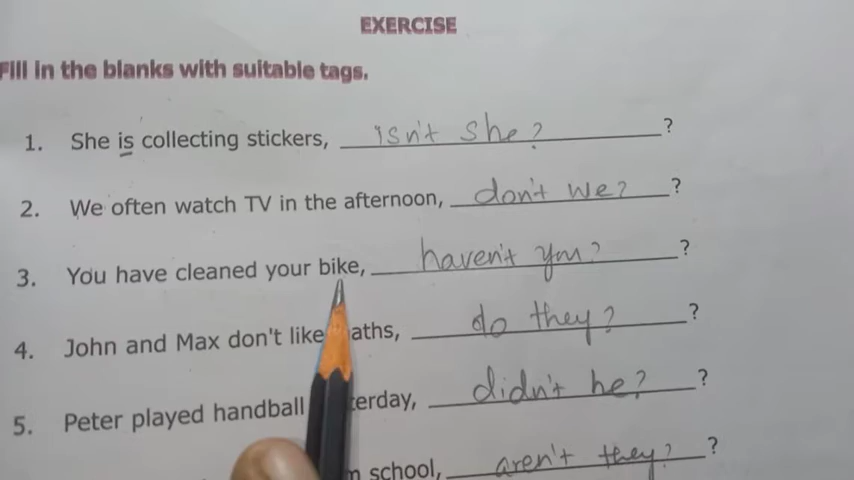 EXERCISE
Fill in the blanks with suitable tags.
1. She is collecting stickers, isn't she? ?
2. We often watch TV in the afternoon, don't we? ?
3. You have cleaned your bike, haven't you? ?
4. John and Max don't like aths, do they? ?
5. Peter played handball terday, didn't he? ?
school, aren't they? ?